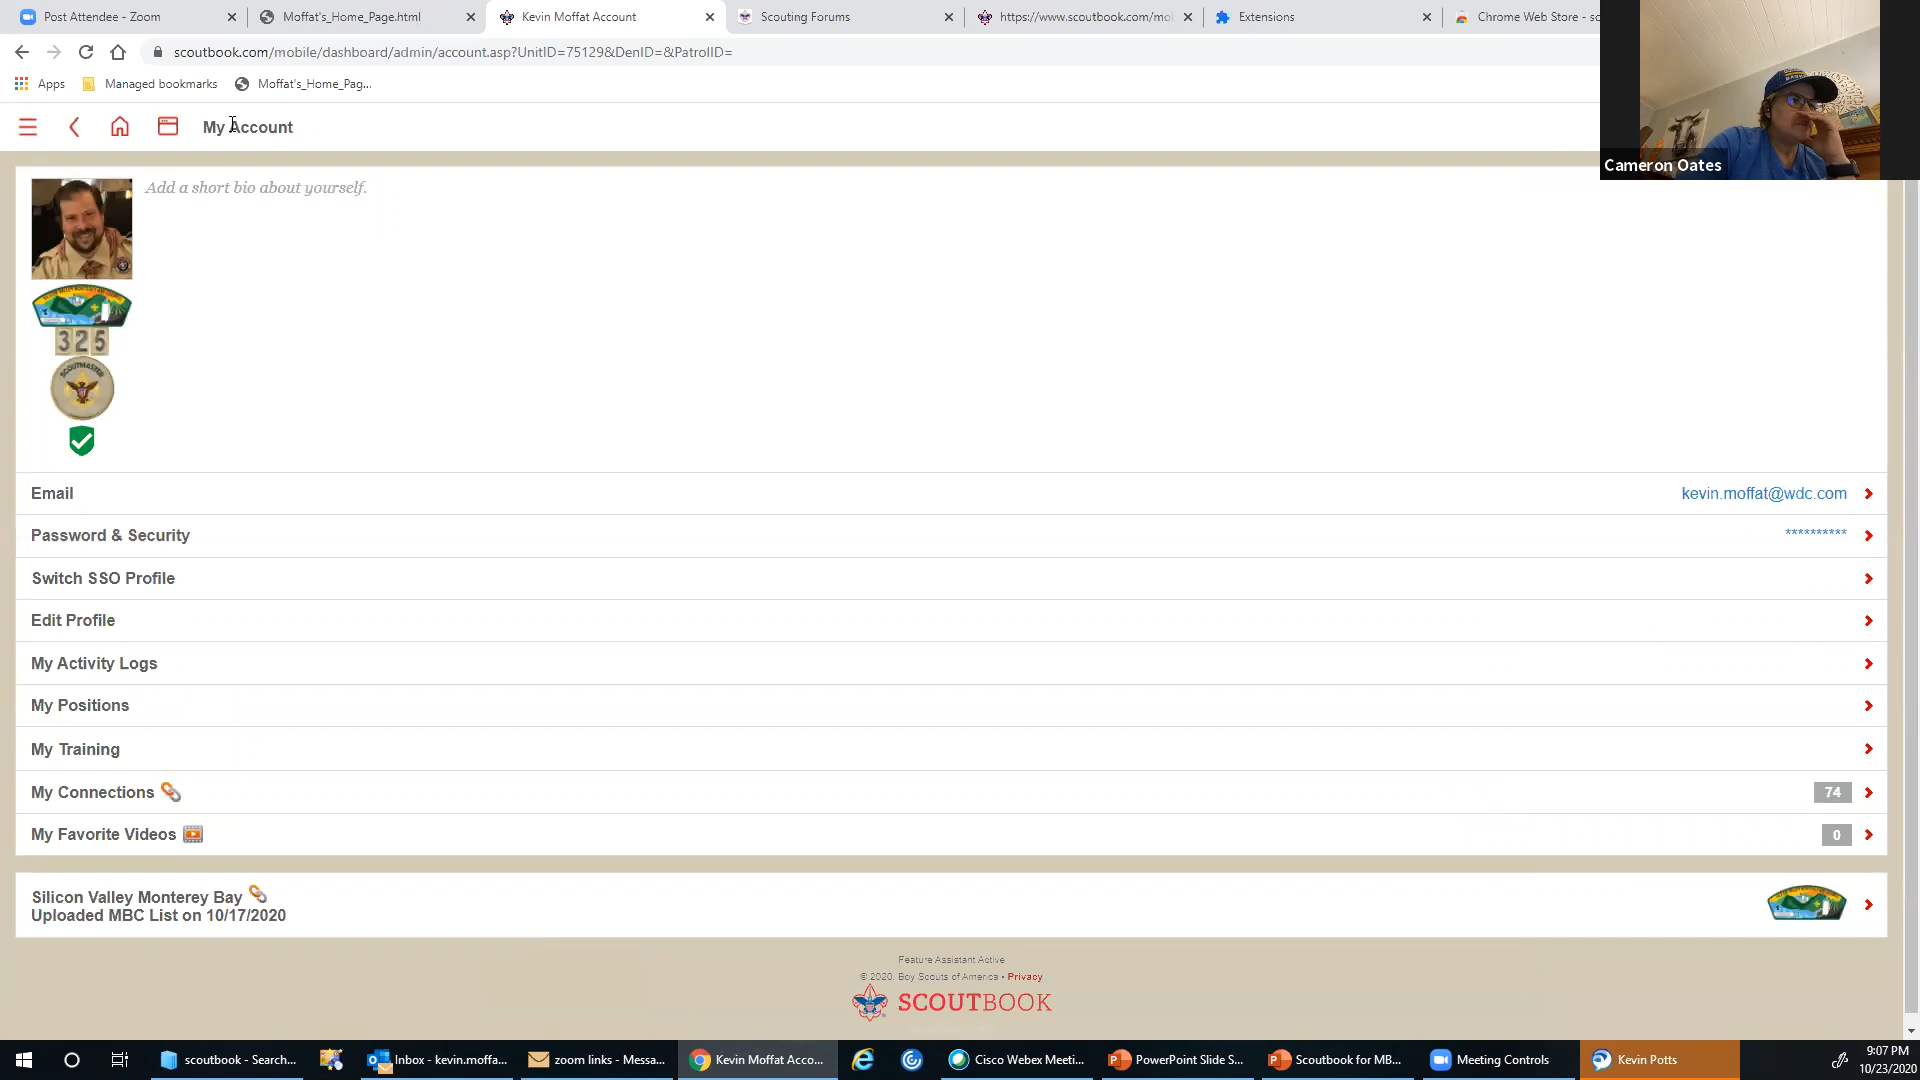 Post Attendee - Zoom
Moffat's_Home_Page.html
Kevin Moffat Account
Scouting Forums
https://www.scoutbook.com/mo
Extensions
Chrome Web Store - sc
scoutbook.com/mobile/dashboard/admin/account.asp?UnitID=75129&DenID=&PatrolID=
Apps
Managed bookmarks
Moffat's_Home_Pag...
My Account
Cameron Oates
Add a short bio about yourself.
325
SCOUTMASTER
Email
kevin.moffat@wdc.com
Password & Security
**********
Switch SSO Profile
Edit Profile
My Activity Logs
My Positions
My Training
My Connections
74
My Favorite Videos
0
Silicon Valley Monterey Bay
Uploaded MBC List on 10/17/2020
Feature Assistant Active
© 2020, Boy Scouts of America • Privacy
SCOUTBOOK
scoutbook - Search...
Inbox - kevin.moffa...
zoom links - Messa...
Kevin Moffat Acco...
Cisco Webex Meeti...
PowerPoint Slide S...
Scoutbook for MB...
Meeting Controls
Kevin Potts
9:07 PM
10/23/2020